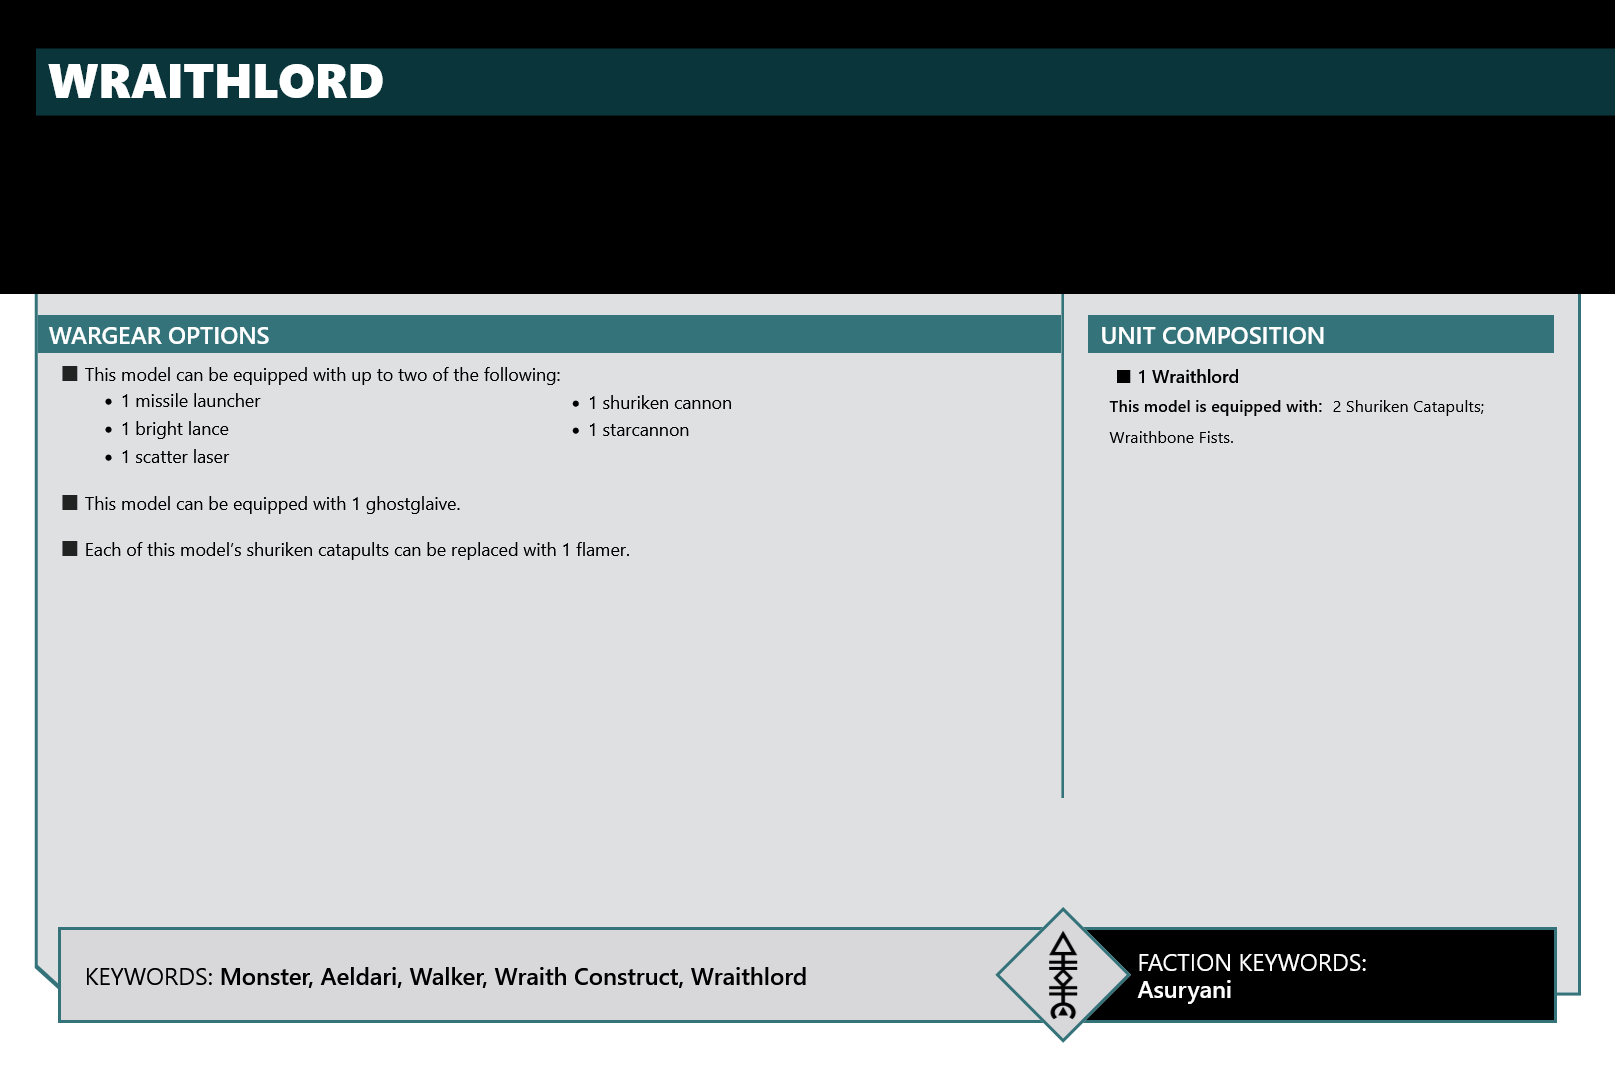 WRAITHLORD
WARGEAR OPTIONS
■ This model can be equipped with up to two of the following:
• 1 missile launcher
• 1 bright lance
• 1 scatter laser
• 1 shuriken cannon
• 1 starcannon
■ This model can be equipped with 1 ghostglaive.
■ Each of this model’s shuriken catapults can be replaced with 1 flamer.
UNIT COMPOSITION
■ 1 Wraithlord
This model is equipped with: 2 Shuriken Catapults;
Wraithbone Fists.
KEYWORDS: Monster, Aeldari, Walker, Wraith Construct, Wraithlord
FACTION KEYWORDS:
Asuryani